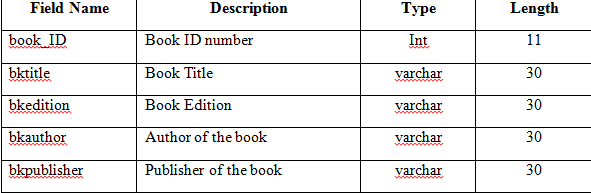 Field Name Description Type Length
book_ID Book ID number Int 11
bktitle Book Title varchar 30
bkedition Book Edition varchar 30
bkauthor Author of the book varchar 30
bkpublisher Publisher of the book varchar 30